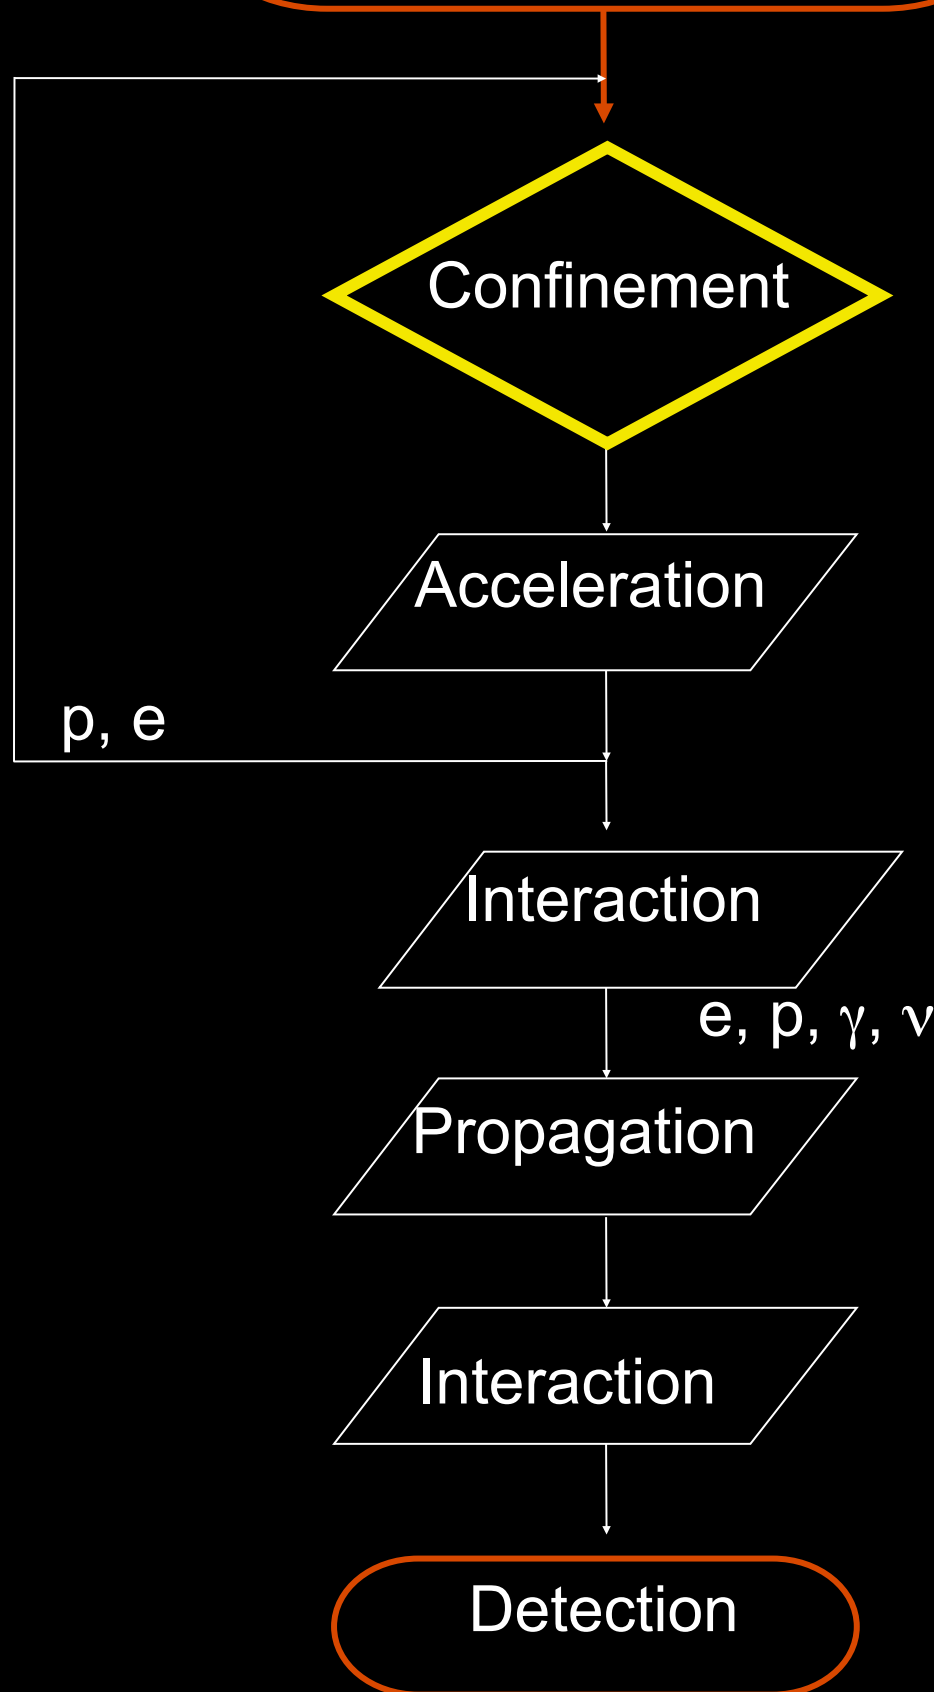 Confinement
Acceleration
p, e
Interaction
e, p, γ, ν
Propagation
Interaction
Detection